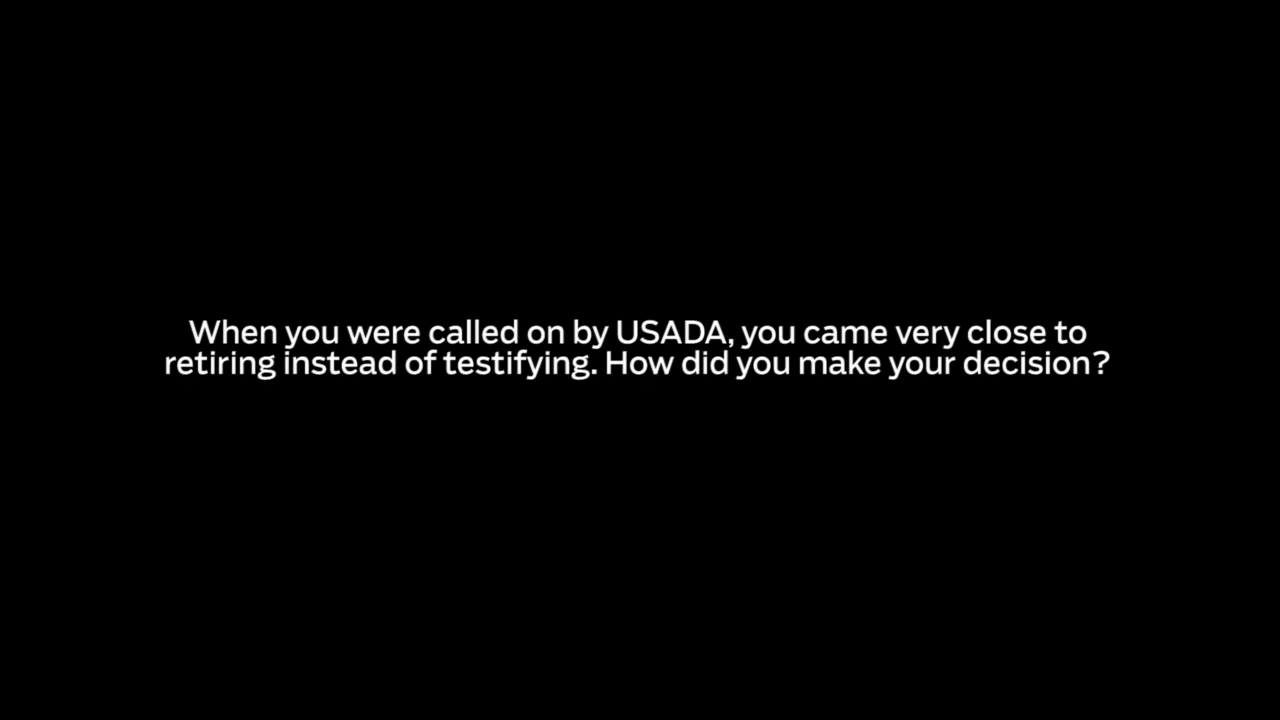 When you were called on by USADA, you came very close to
retiring instead of testifying. How did you make your decision?